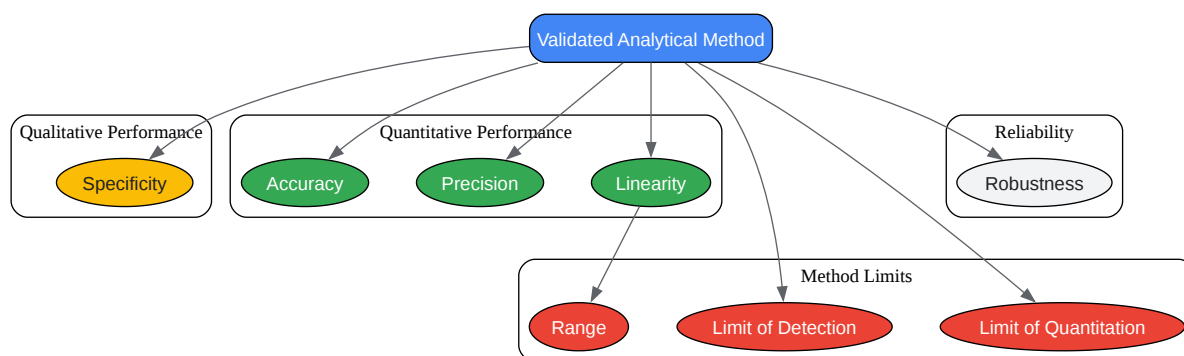 Validated Analytical Method
Qualitative Performance
Quantitative Performance
Reliability
Specificity
Accuracy
Precision
Linearity
Robustness
Method Limits
Range
Limit of Detection
Limit of Quantitation